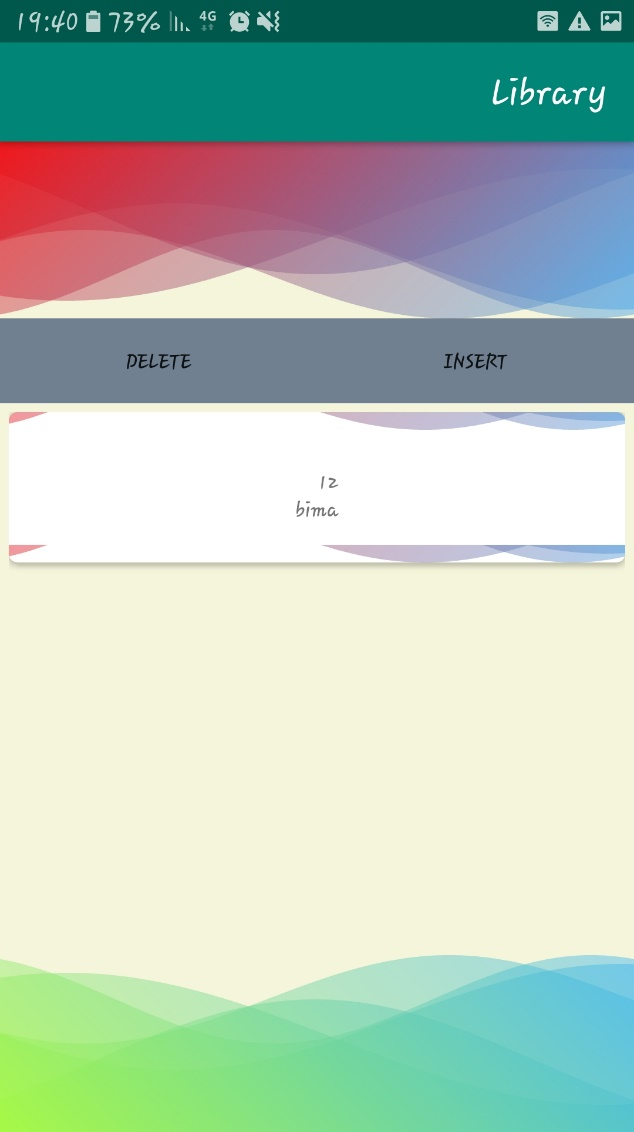 19:40 73% 4G
Library
DELETE INSERT
12
bima